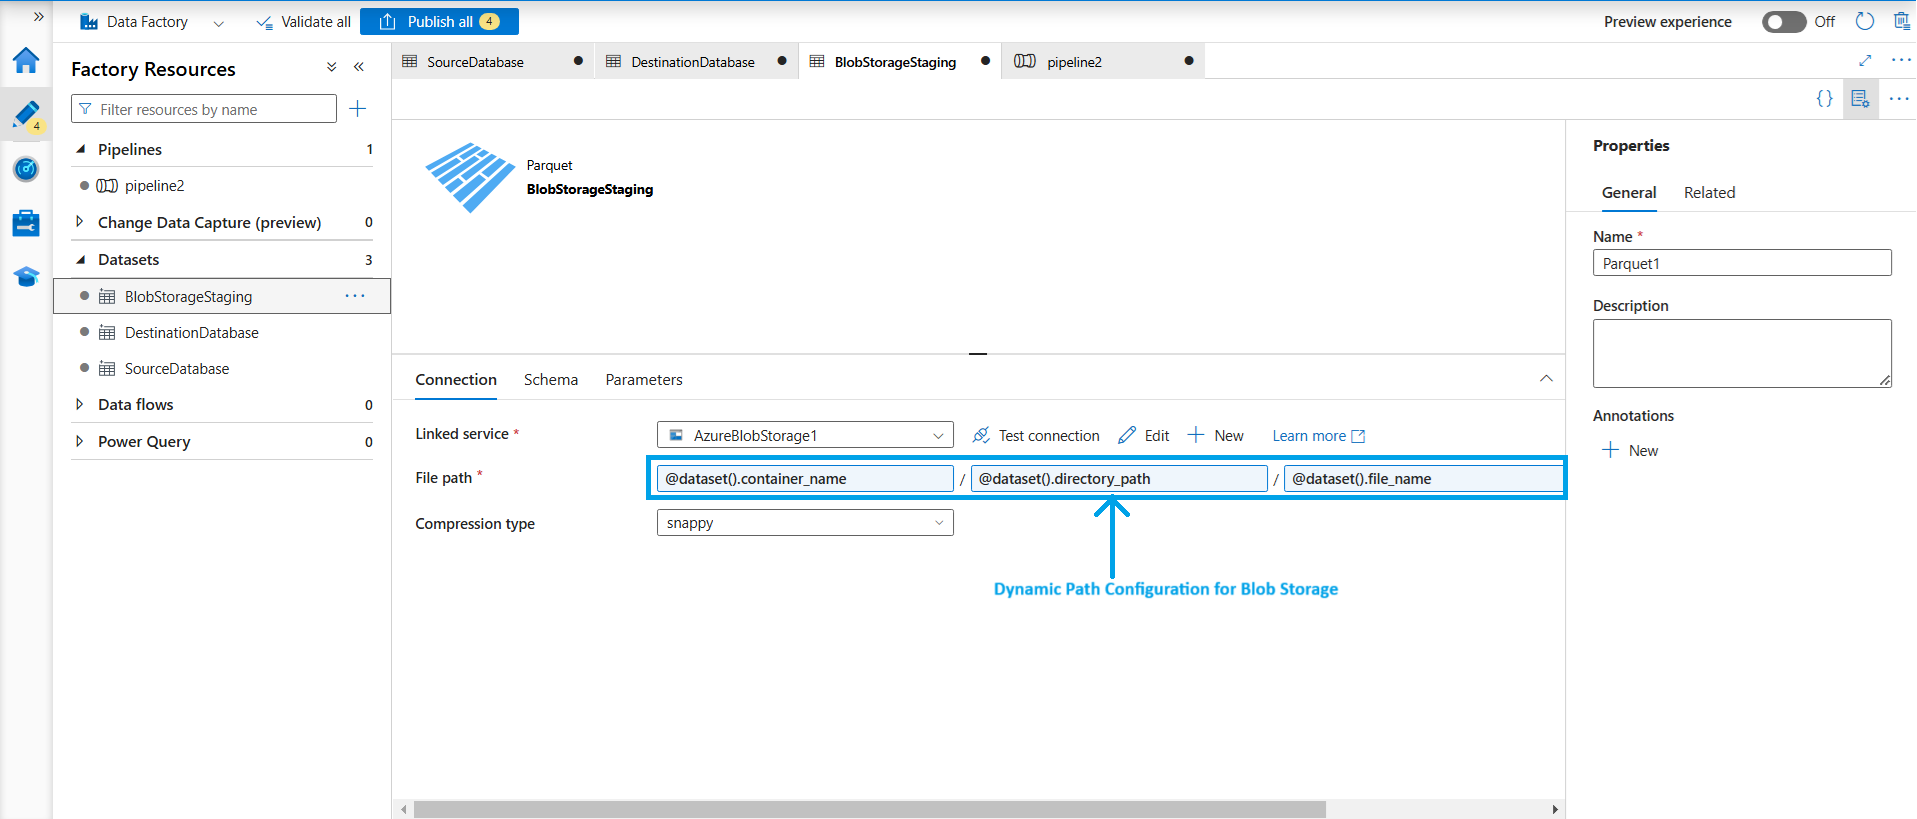 Data Factory
Validate all
Publish all 4
Preview experience
Off
4
Factory Resources
Filter resources by name
Pipelines 1
pipeline2
Change Data Capture (preview) 0
Datasets 3
BlobStorageStaging
DestinationDatabase
SourceDatabase
Data flows 0
Power Query 0
SourceDatabase
DestinationDatabase
BlobStorageStaging
pipeline2
{}
Parquet
BlobStorageStaging
Connection
Schema
Parameters
Linked service *
AzureBlobStorage1
Test connection
Edit
New
Learn more
File path *
@dataset().container_name / @dataset().directory_path / @dataset().file_name
Compression type
snappy
Dynamic Path Configuration for Blob Storage
Properties
General
Related
Name *
Parquet1
Description
Annotations
New